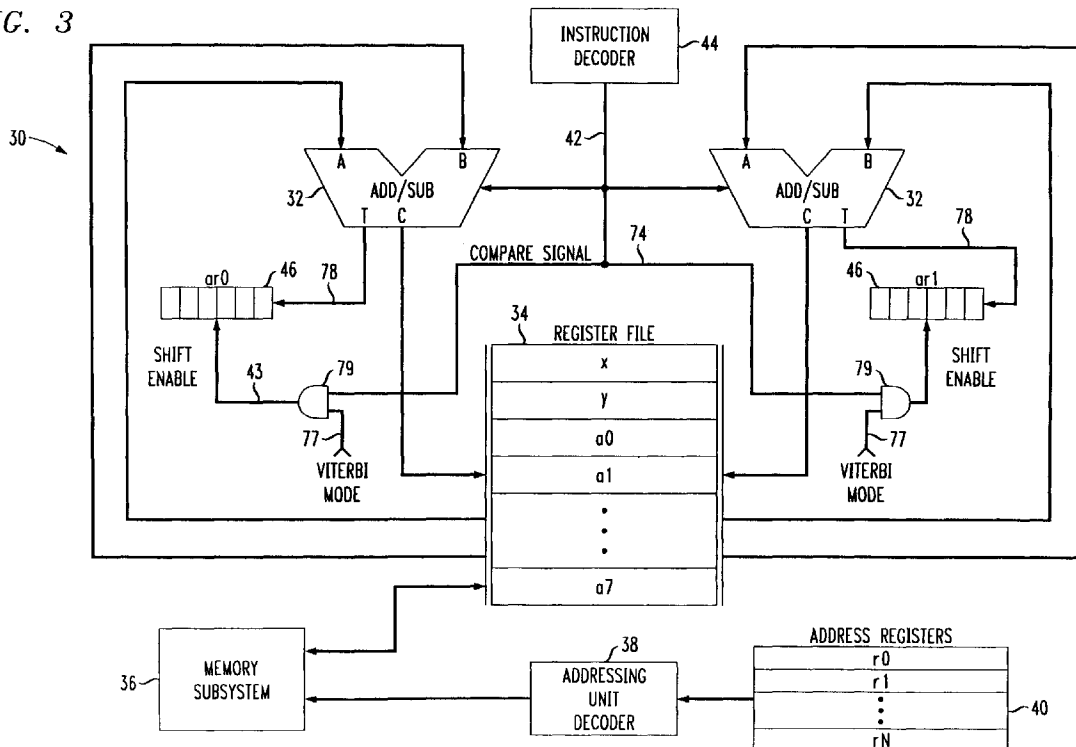 G. 3
INSTRUCTION
DECODER
44
30
42
A
B
ADD/SUB
T
C
32
A
B
ADD/SUB
C
T
32
COMPARE SIGNAL
74
78
78
ar0
46
46
ar1
SHIFT
ENABLE
43
79
77
VITERBI
MODE
34
REGISTER FILE
x
y
a0
a1
a7
79
SHIFT
ENABLE
77
VITERBI
MODE
36
MEMORY
SUBSYSTEM
38
ADDRESSING
UNIT
DECODER
ADDRESS REGISTERS
r0
r1
rN
40